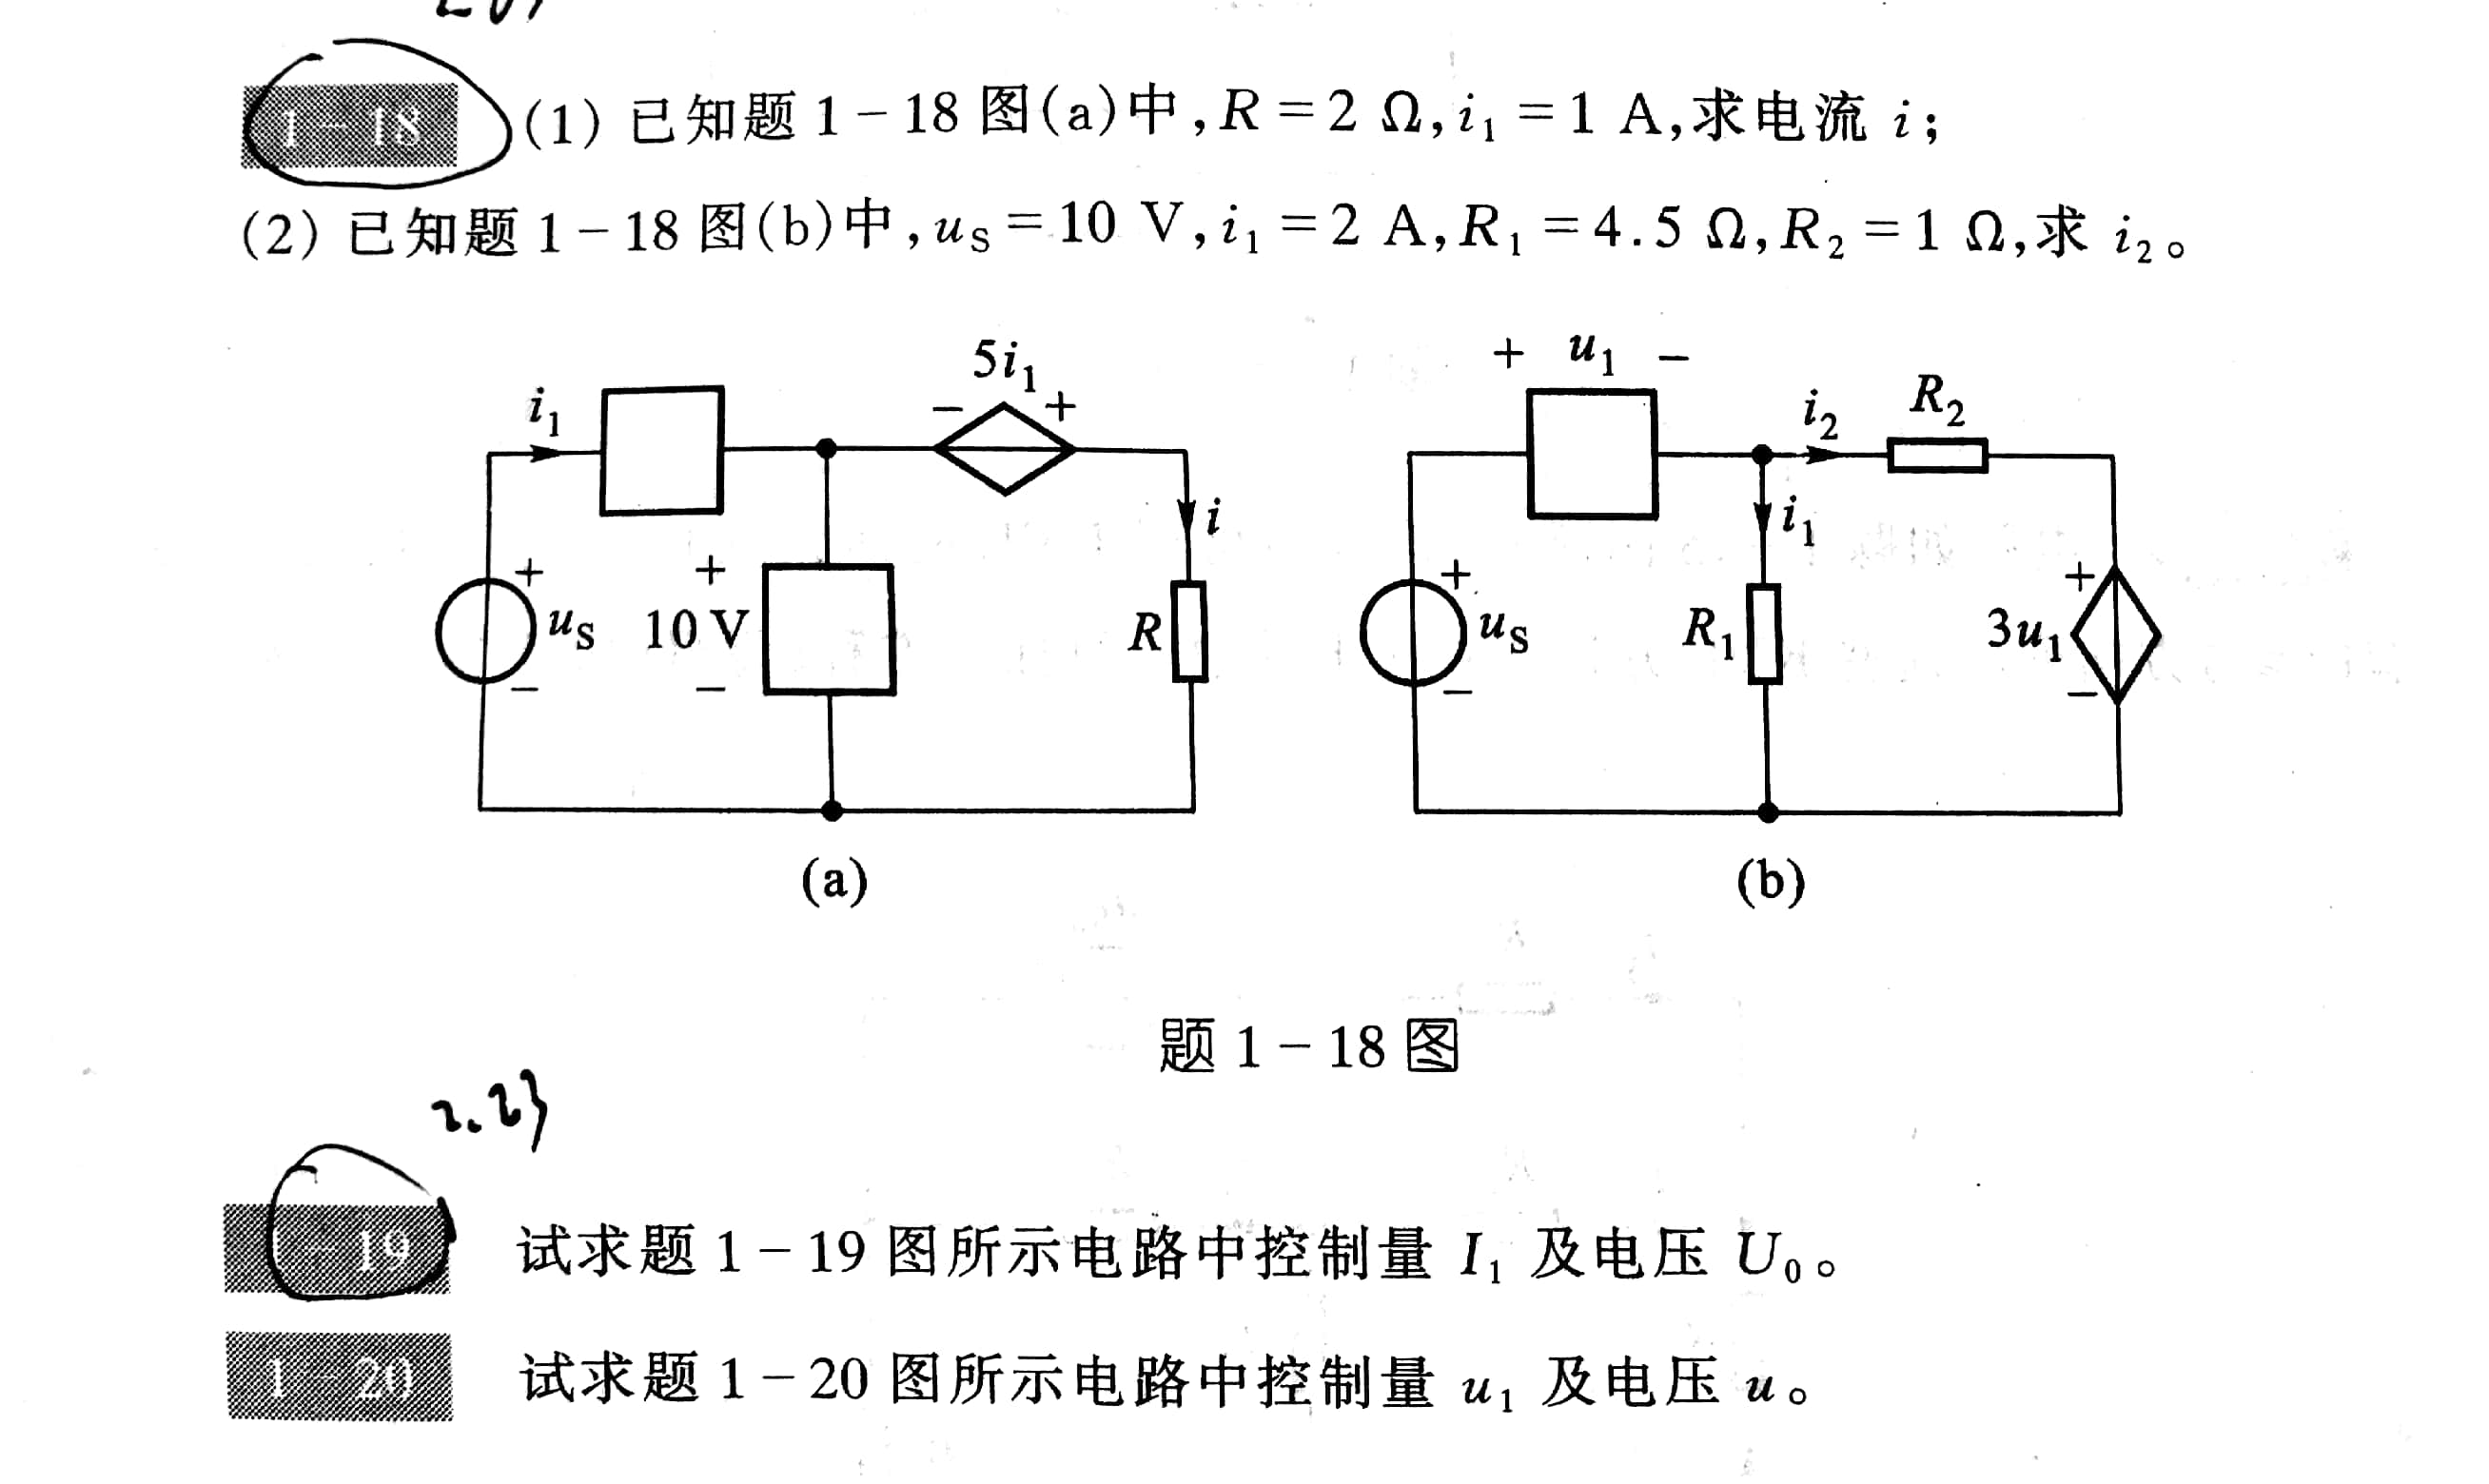 1-18 (1) 已知题 1-18 图(a)中,R=2 Ω,i₁=1 A,求电流 i;
(2) 已知题 1-18 图(b)中,uS=10 V,i₁=2 A,R₁=4.5 Ω,R₂=1 Ω,求 i₂。
i₁
5i₁
- +
i
+
uS
-
+
10 V
-
R
(a)
+ u₁ -
i₂
R₂
i₁
+
uS
-
R₁
+
3u₁
-
(b)
题 1-18 图
-19 试求题 1-19 图所示电路中控制量 I₁ 及电压 U₀。
1-20 试求题 1-20 图所示电路中控制量 u₁ 及电压 u。